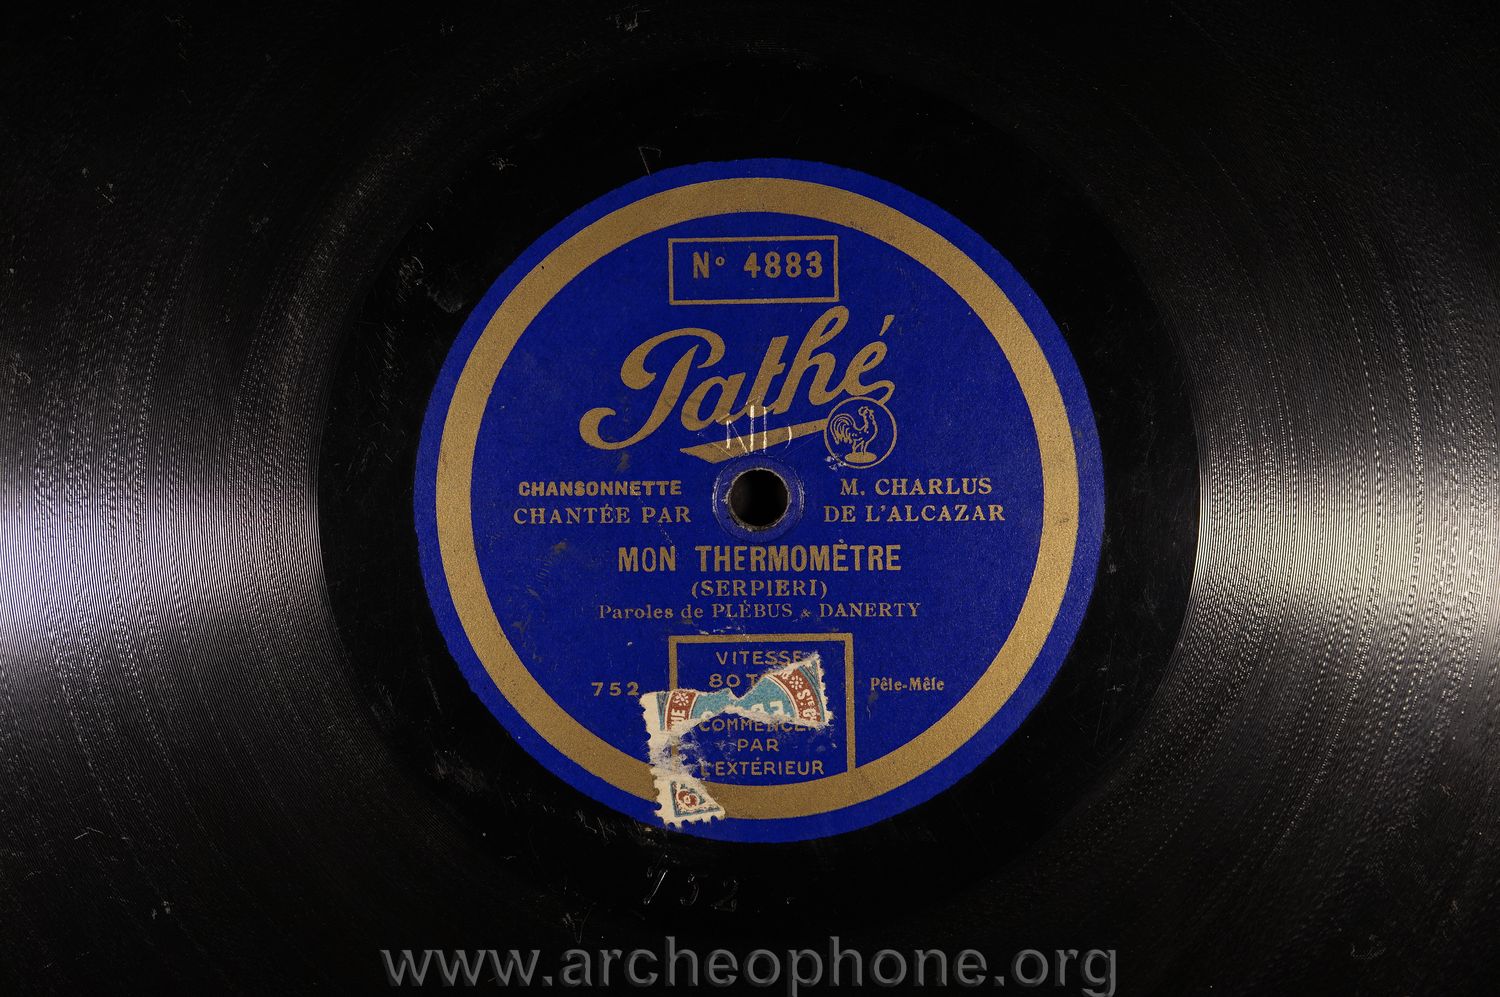 N° 4883
Pathé
CHANSONNETTE
CHANTÉE PAR
M. CHARLUS
DE L'ALCAZAR
MON THERMOMÈTRE
(SERPIERI)
Paroles de PLÉBUS & DANERTY
VITESSE
80
752
Pêle-Mêle
COMMENCER
PAR
L'EXTÉRIEUR
752
www.archeophone.org